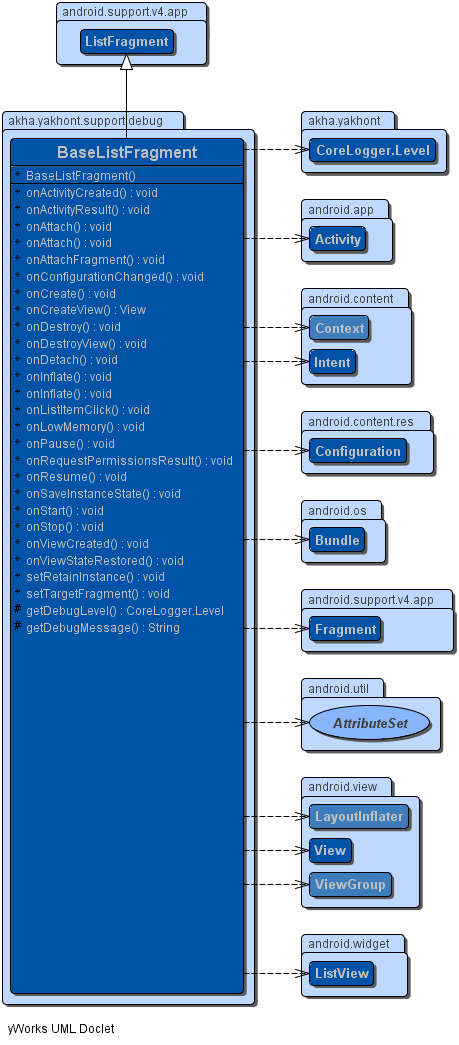 android.support.v4.app
ListFragment
akha.yakhont.support.debug
BaseListFragment
+ BaseListFragment()
+ onActivityCreated() : void
+ onActivityResult() : void
+ onAttach() : void
+ onAttach() : void
+ onAttachFragment() : void
+ onConfigurationChanged() : void
+ onCreate() : void
+ onCreateView() : View
+ onDestroy() : void
+ onDestroyView() : void
+ onDetach() : void
+ onInflate() : void
+ onInflate() : void
+ onListItemClick() : void
+ onLowMemory() : void
+ onPause() : void
+ onRequestPermissionsResult() : void
+ onResume() : void
+ onSaveInstanceState() : void
+ onStart() : void
+ onStop() : void
+ onViewCreated() : void
+ onViewStateRestored() : void
+ setRetainInstance() : void
+ setTargetFragment() : void
# getDebugLevel() : CoreLogger.Level
# getDebugMessage() : String
akha.yakhont
CoreLogger.Level
android.app
Activity
android.content
Context
Intent
android.content.res
Configuration
android.os
Bundle
android.support.v4.app
Fragment
android.util
AttributeSet
android.view
LayoutInflater
View
ViewGroup
android.widget
ListView
yWorks UML Doclet